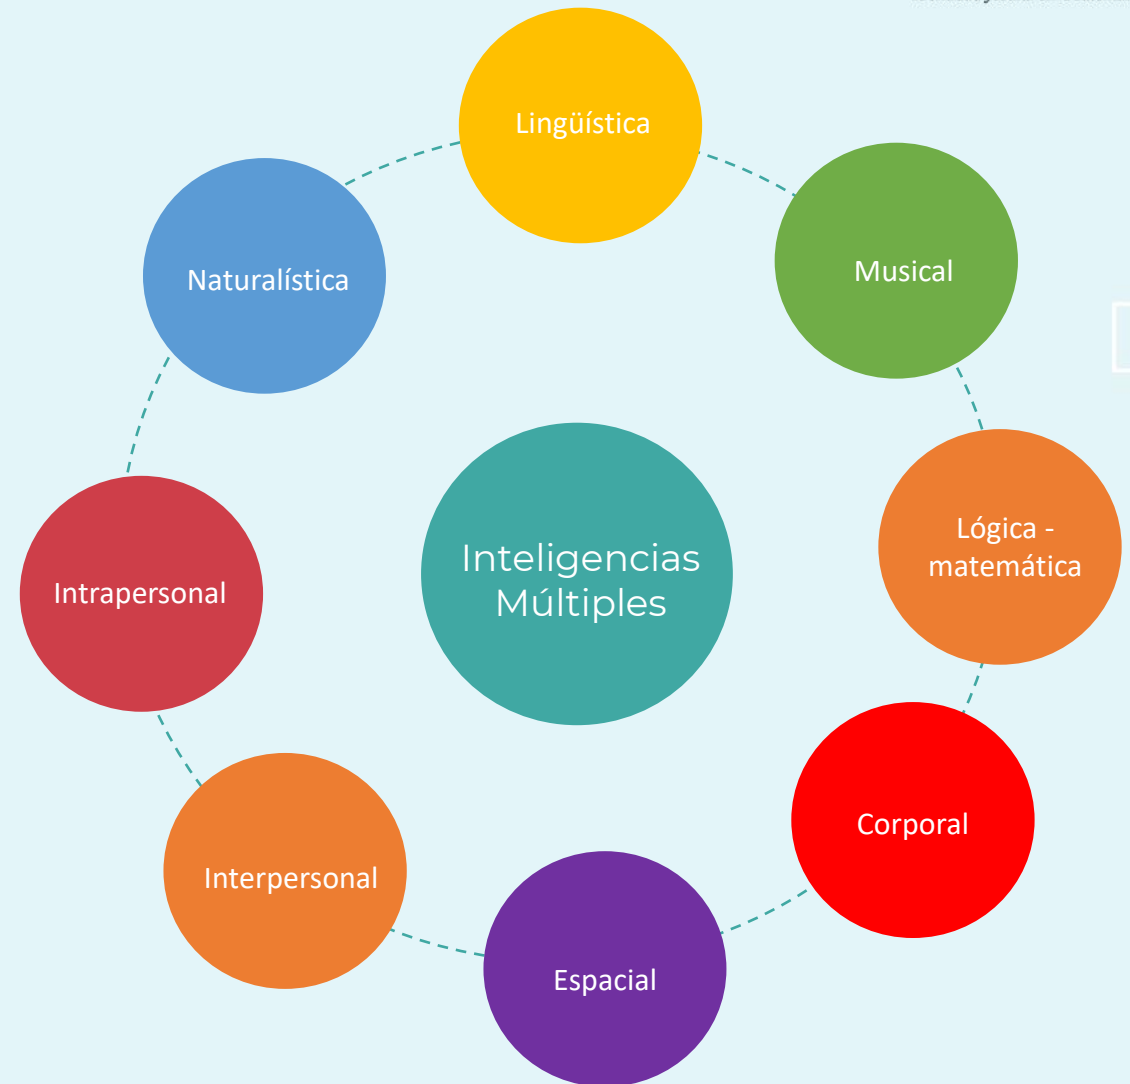 Lingüística
Musical
Naturalística
Lógica -
matemática
Inteligencias
Múltiples
Intrapersonal
Corporal
Interpersonal
Espacial